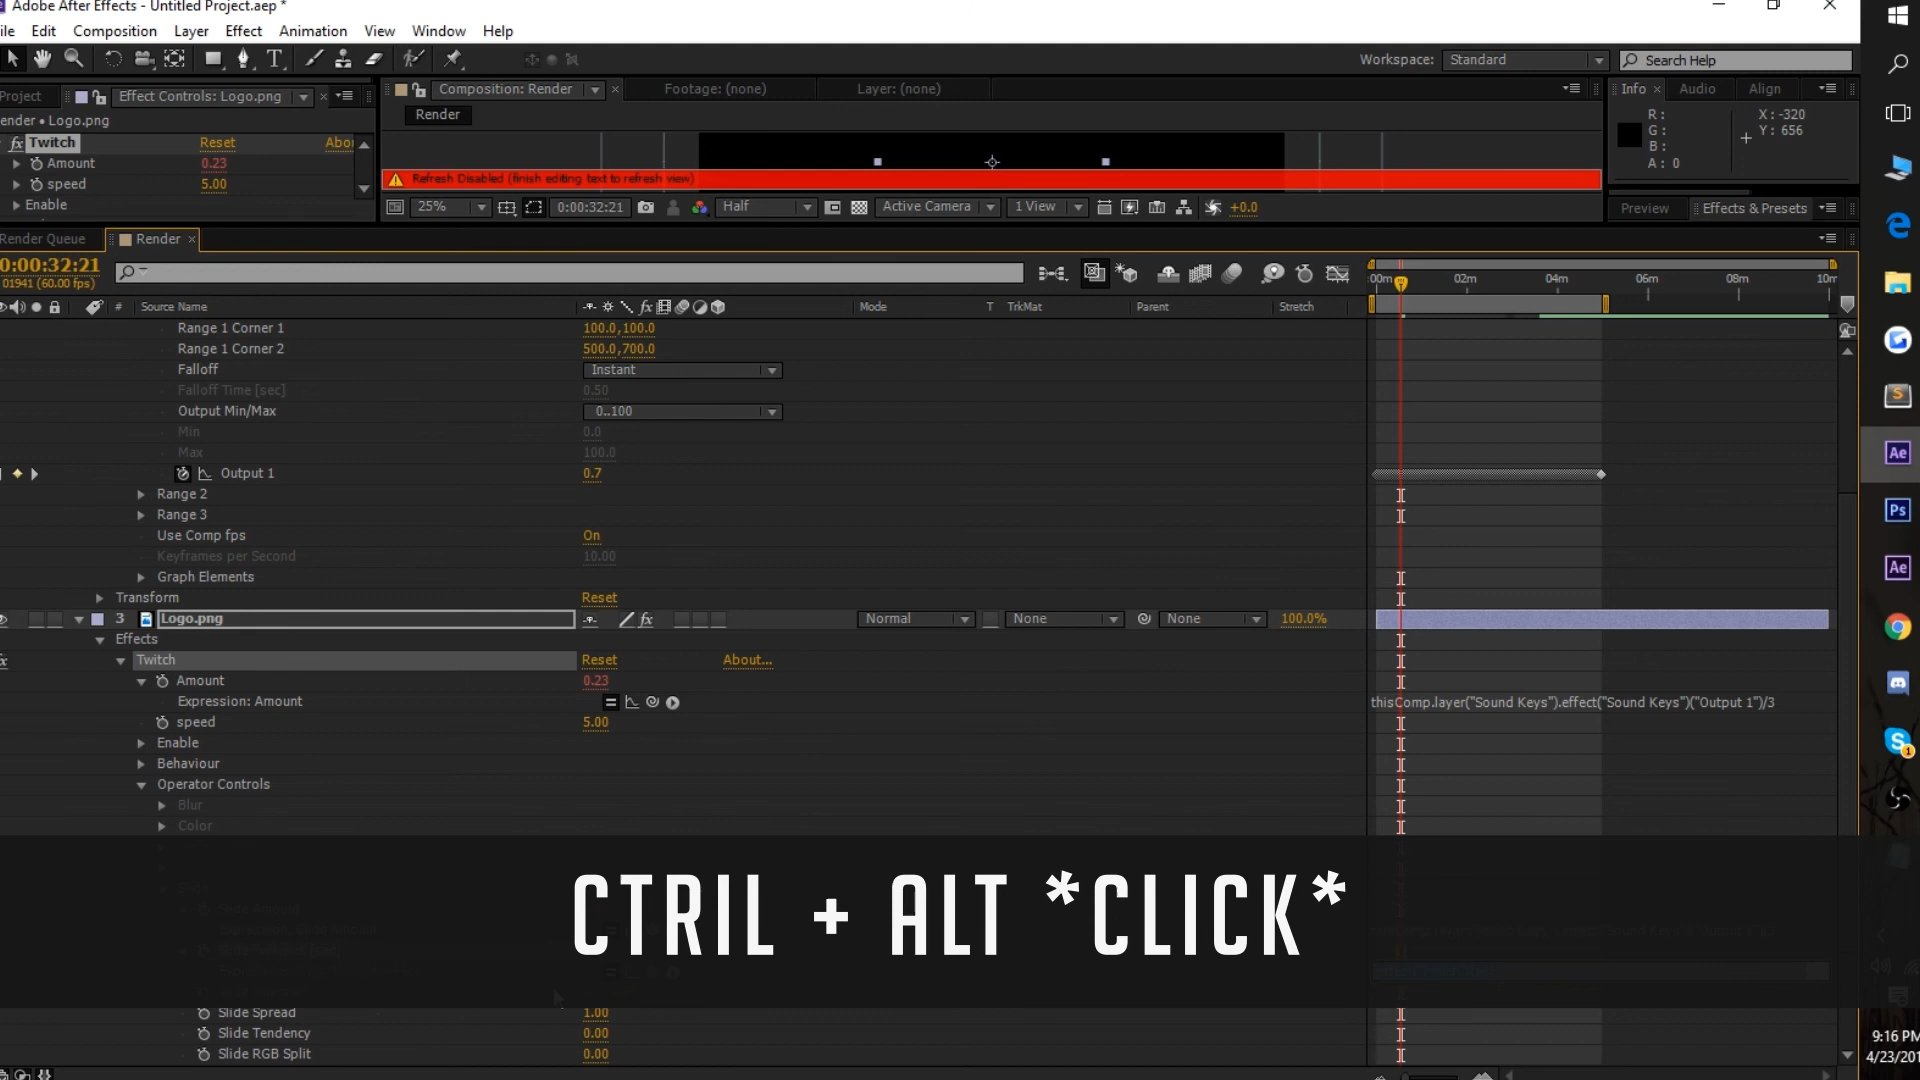 Adobe After Effects - Untitled Project.aep *
ile Edit Composition Layer Effect Animation View Window Help
Workspace: Standard Search Help
Project Effect Controls: Logo.png Composition: Render Footage: (none) Layer: (none) Info Audio Align
ender • Logo.png Render R: X: -320
G: Y: 656
B:
A: 0
fx Twitch Reset Abou
Amount 0.23
speed 5.00
Enable
Refresh Disabled (finish editing text to refresh view)
25% 0:00:32:21 Half Active Camera 1 View +0.0 Preview Effects & Presets
Render Queue Render
0:00:32:21
01941 (60.00 fps)
:00m 02m 04m 06m 08m 10m
# Source Name fx Mode T TrkMat Parent Stretch
Range 1 Corner 1 100.0,100.0
Range 1 Corner 2 500.0,700.0
Falloff Instant
Falloff Time [sec] 0.50
Output Min/Max 0..100
Min 0.0
Max 100.0
Output 1 0.7
Range 2
Range 3
Use Comp fps On
Keyframes per Second 10.00
Graph Elements
Transform Reset
3 Logo.png fx Normal None None 100.0%
Effects
Twitch Reset About...
Amount 0.23
Expression: Amount thisComp.layer("Sound Keys").effect("Sound Keys")("Output 1")/3
speed 5.00
Enable
Behaviour
Operator Controls
Blur
Color
CTRIL + ALT *CLICK*
Slide Spread 1.00
Slide Tendency 0.00
Slide RGB Split 0.00
S
Ae
Ps
Ae
S 1
9:16 PM
4/23/201